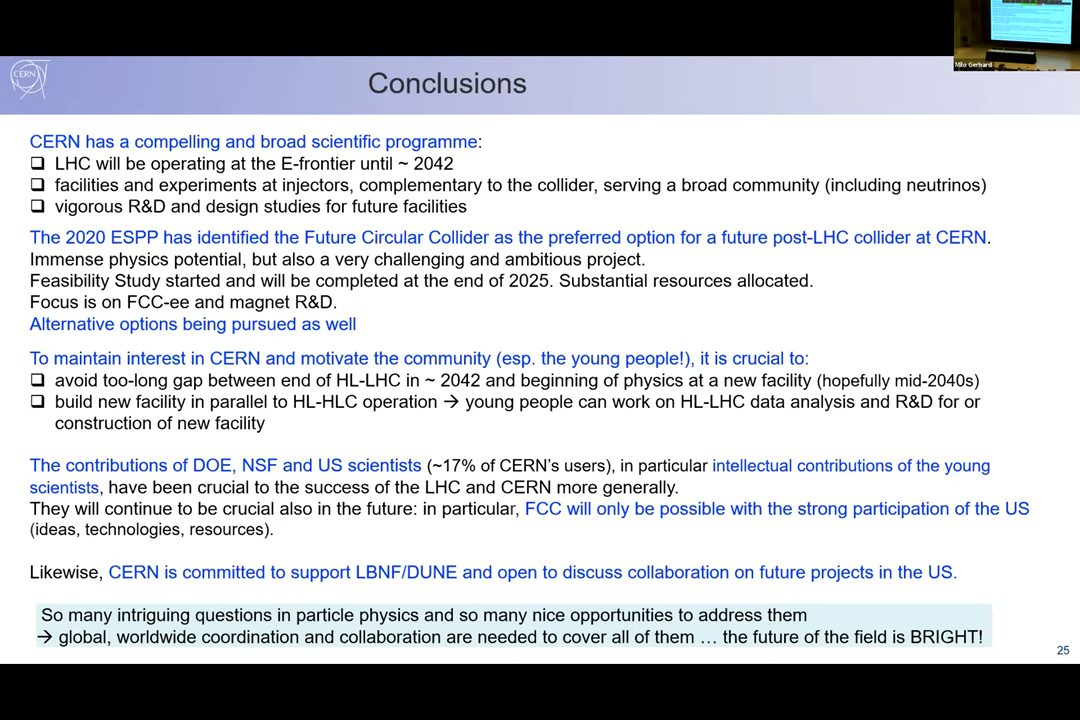 Milo Gerhard
CERN
Conclusions
CERN has a compelling and broad scientific programme:
❑ LHC will be operating at the E-frontier until ~ 2042
❑ facilities and experiments at injectors, complementary to the collider, serving a broad community (including neutrinos)
❑ vigorous R&D and design studies for future facilities
The 2020 ESPP has identified the Future Circular Collider as the preferred option for a future post-LHC collider at CERN.
Immense physics potential, but also a very challenging and ambitious project.
Feasibility Study started and will be completed at the end of 2025. Substantial resources allocated.
Focus is on FCC-ee and magnet R&D.
Alternative options being pursued as well
To maintain interest in CERN and motivate the community (esp. the young people!), it is crucial to:
❑ avoid too-long gap between end of HL-LHC in ~ 2042 and beginning of physics at a new facility (hopefully mid-2040s)
❑ build new facility in parallel to HL-HLC operation → young people can work on HL-LHC data analysis and R&D for or
construction of new facility
The contributions of DOE, NSF and US scientists (~17% of CERN's users), in particular intellectual contributions of the young
scientists, have been crucial to the success of the LHC and CERN more generally.
They will continue to be crucial also in the future: in particular, FCC will only be possible with the strong participation of the US
(ideas, technologies, resources).
Likewise, CERN is committed to support LBNF/DUNE and open to discuss collaboration on future projects in the US.
So many intriguing questions in particle physics and so many nice opportunities to address them
→ global, worldwide coordination and collaboration are needed to cover all of them … the future of the field is BRIGHT!
25